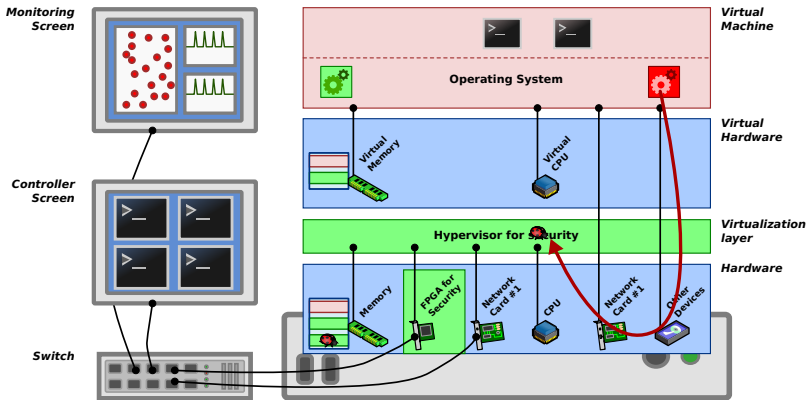 Monitoring
Screen
Virtual
Machine
>_
>_
Operating System
Virtual
Memory
Virtual
CPU
Virtual
Hardware
Controller
Screen
>_
>_
>_
>_
Hypervisor for security
Virtualization
layer
Hardware
Memory
FPGA for
Security
Network
Card #1
CPU
Network
Card #1
Other
Devices
Switch